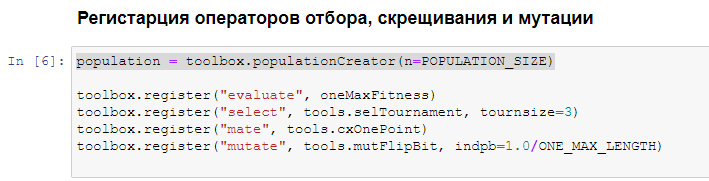 Регистарция операторов отбора, скрещивания и мутации
In [6]: population = toolbox.populationCreator(n=POPULATION_SIZE)
toolbox.register("evaluate", oneMaxFitness)
toolbox.register("select", tools.selTournament, tournsize=3)
toolbox.register("mate", tools.cxOnePoint)
toolbox.register("mutate", tools.mutFlipBit, indpb=1.0/ONE_MAX_LENGTH)